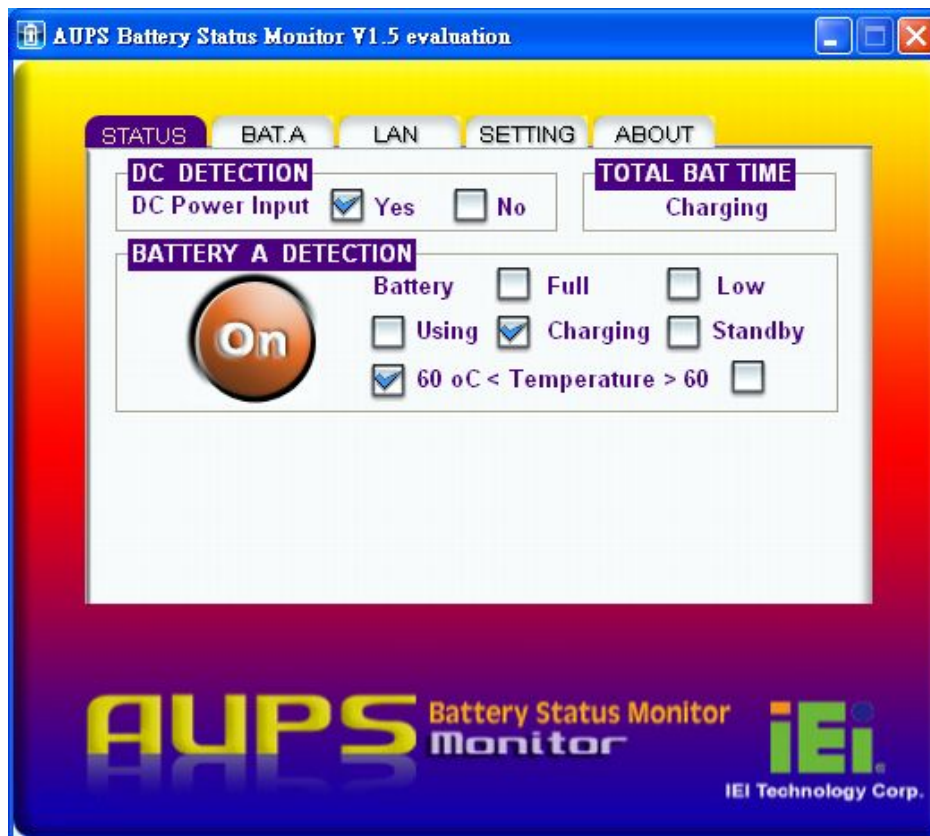 AUPS Battery Status Monitor V1.5 evaluation
STATUS BAT.A LAN SETTING ABOUT
DC DETECTION
DC Power Input Yes No
TOTAL BAT TIME
Charging
BATTERY A DETECTION
On
Battery Full Low
Using Charging Standby
60 oC < Temperature > 60
AUPS Battery Status Monitor
Monitor
iEi
IEI Technology Corp.